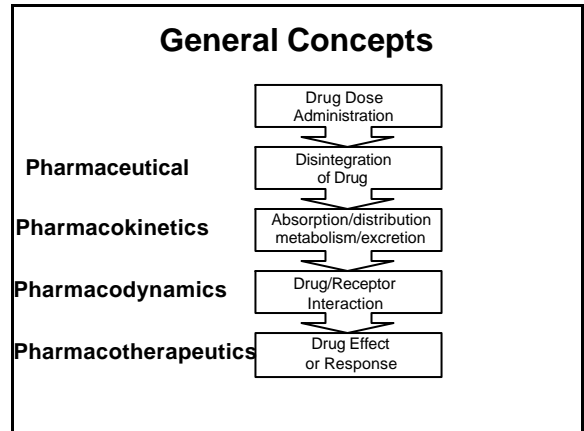 General Concepts
Drug Dose
Administration
Pharmaceutical
Disintegration
of Drug
Pharmacokinetics
Absorption/distribution
metabolism/excretion
Pharmacodynamics
Drug/Receptor
Interaction
Pharmacotherapeutics
Drug Effect
or Response